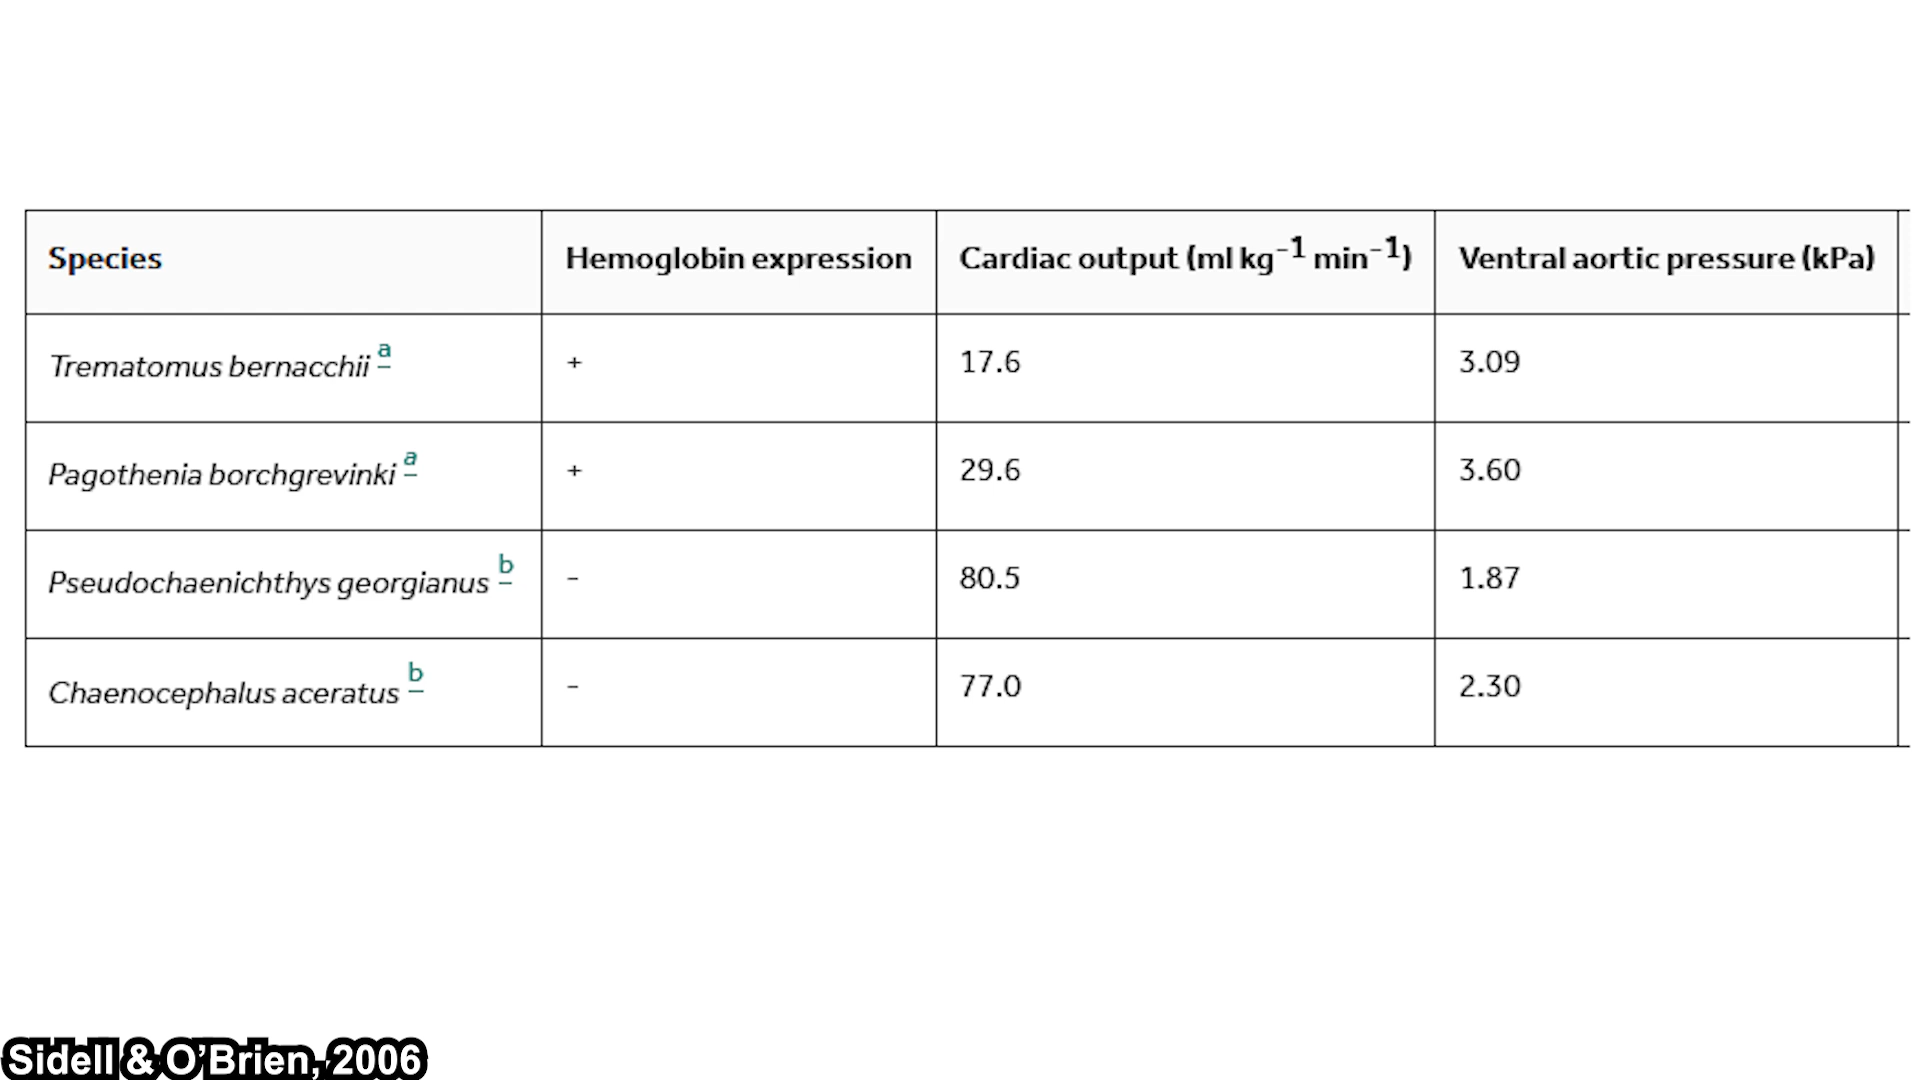 Species Hemoglobin expression Cardiac output (ml kg⁻¹ min⁻¹) Ventral aortic pressure (kPa)
Trematomus bernacchii a + 17.6 3.09
Pagothenia borchgrevinki a + 29.6 3.60
Pseudochaenichthys georgianus b - 80.5 1.87
Chaenocephalus aceratus b - 77.0 2.30
Sidell & O'Brien, 2006